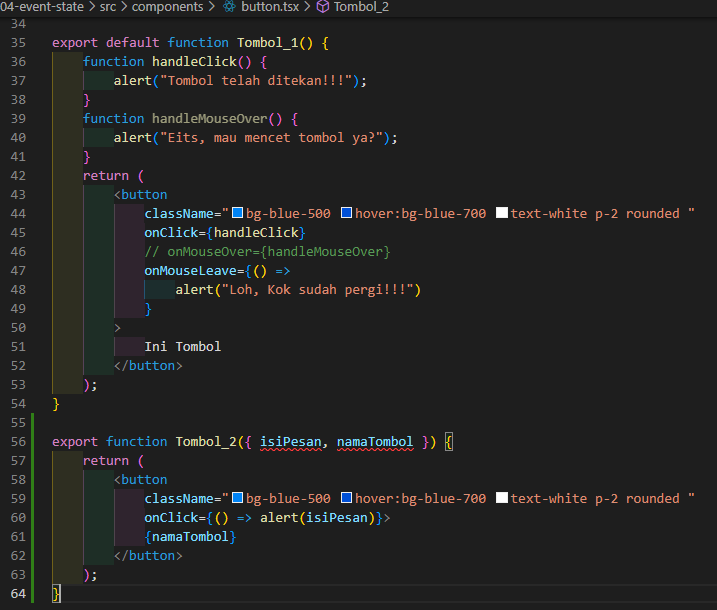 04-event-state > src > components > button.tsx > Tombol_2
34
35 export default function Tombol_1() {
36     function handleClick() {
37         alert("Tombol telah ditekan!!!");
38     }
39     function handleMouseOver() {
40         alert("Eits, mau mencet tombol ya?");
41     }
42     return (
43         <button
44             className="bg-blue-500 hover:bg-blue-700 text-white p-2 rounded "
45             onClick={handleClick}
46             // onMouseOver={handleMouseOver}
47             onMouseLeave={() =>
48                 alert("Loh, Kok sudah pergi!!!")
49             }
50         >
51             Ini Tombol
52         </button>
53     );
54 }
55
56 export function Tombol_2({ isiPesan, namaTombol }) {
57     return (
58         <button
59             className="bg-blue-500 hover:bg-blue-700 text-white p-2 rounded "
60             onClick={() => alert(isiPesan)}>
61             {namaTombol}
62         </button>
63     );
64 }